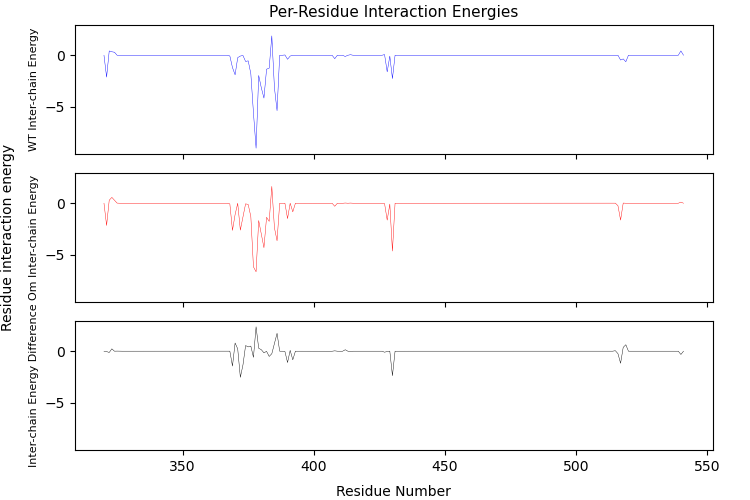 Per-Residue Interaction Energies
Residue interaction energy
WT Inter-chain Energy
0
−5
Om Inter-chain Energy
0
−5
Inter-chain Energy Difference
0
−5
350
400
450
500
550
Residue Number